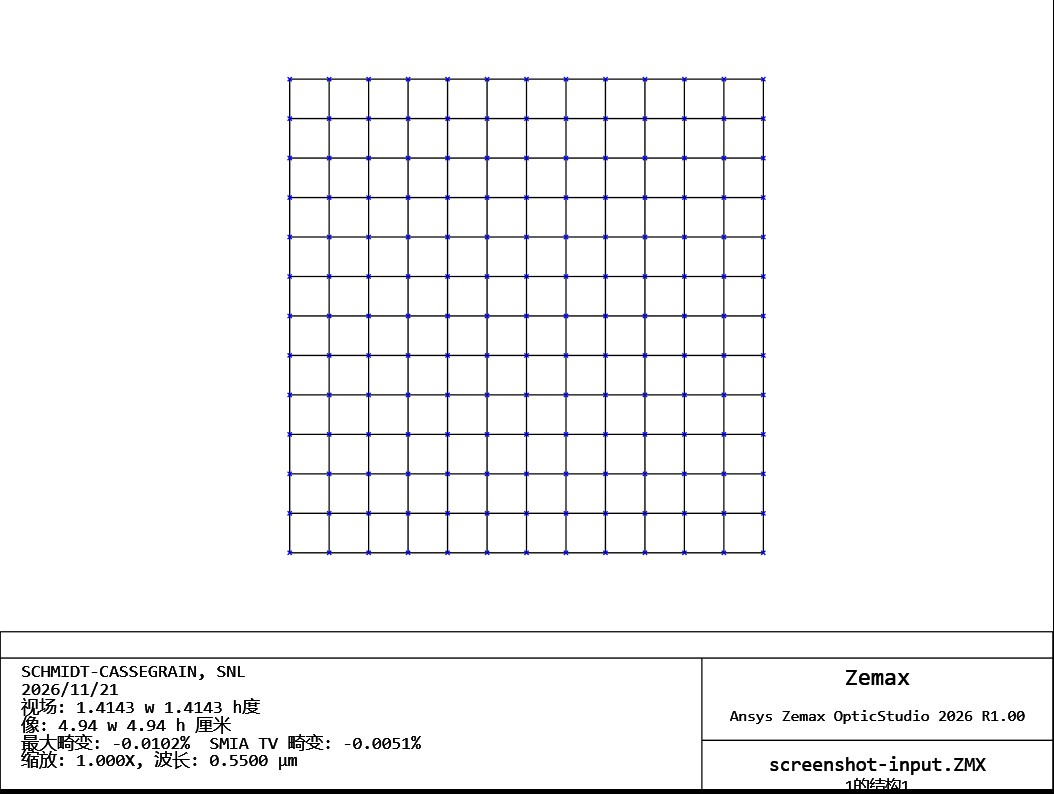 SCHMIDT-CASSEGRAIN, SNL
2026/11/21
视场: 1.4143 w 1.4143 h度
像: 4.94 w 4.94 h 厘米
最大畸变: -0.0102%  SMIA TV 畸变: -0.0051%
缩放: 1.000X, 波长: 0.5500 µm
Zemax
Ansys Zemax OpticStudio 2026 R1.00
screenshot-input.ZMX
1的结构1